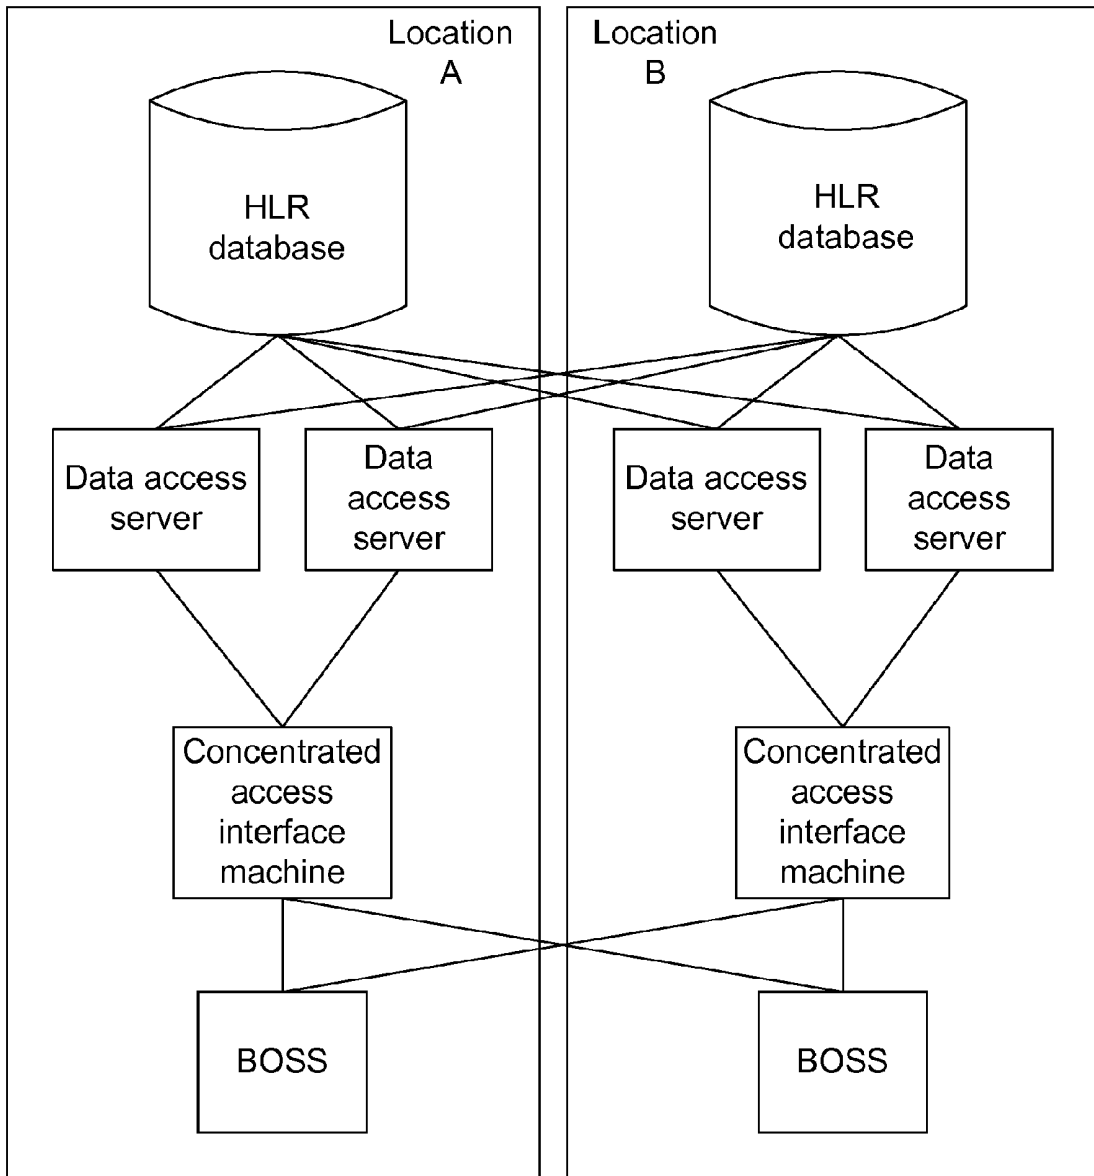 Location
A
HLR
database
Data access
server
Data
access
server
Concentrated
access
interface
machine
BOSS
Location
B
HLR
database
Data access
server
Data
access
server
Concentrated
access
interface
machine
BOSS